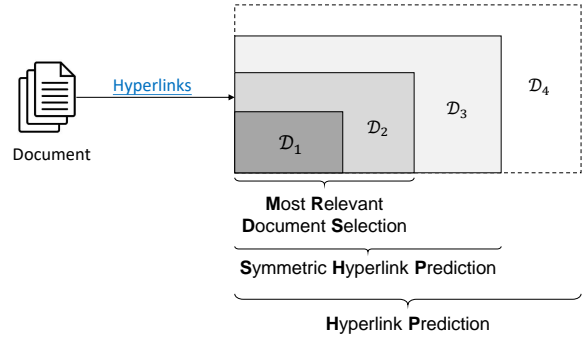 Hyperlinks
Document
𝒟₁
𝒟₂
𝒟₃
𝒟₄
Most Relevant
Document Selection
Symmetric Hyperlink Prediction
Hyperlink Prediction